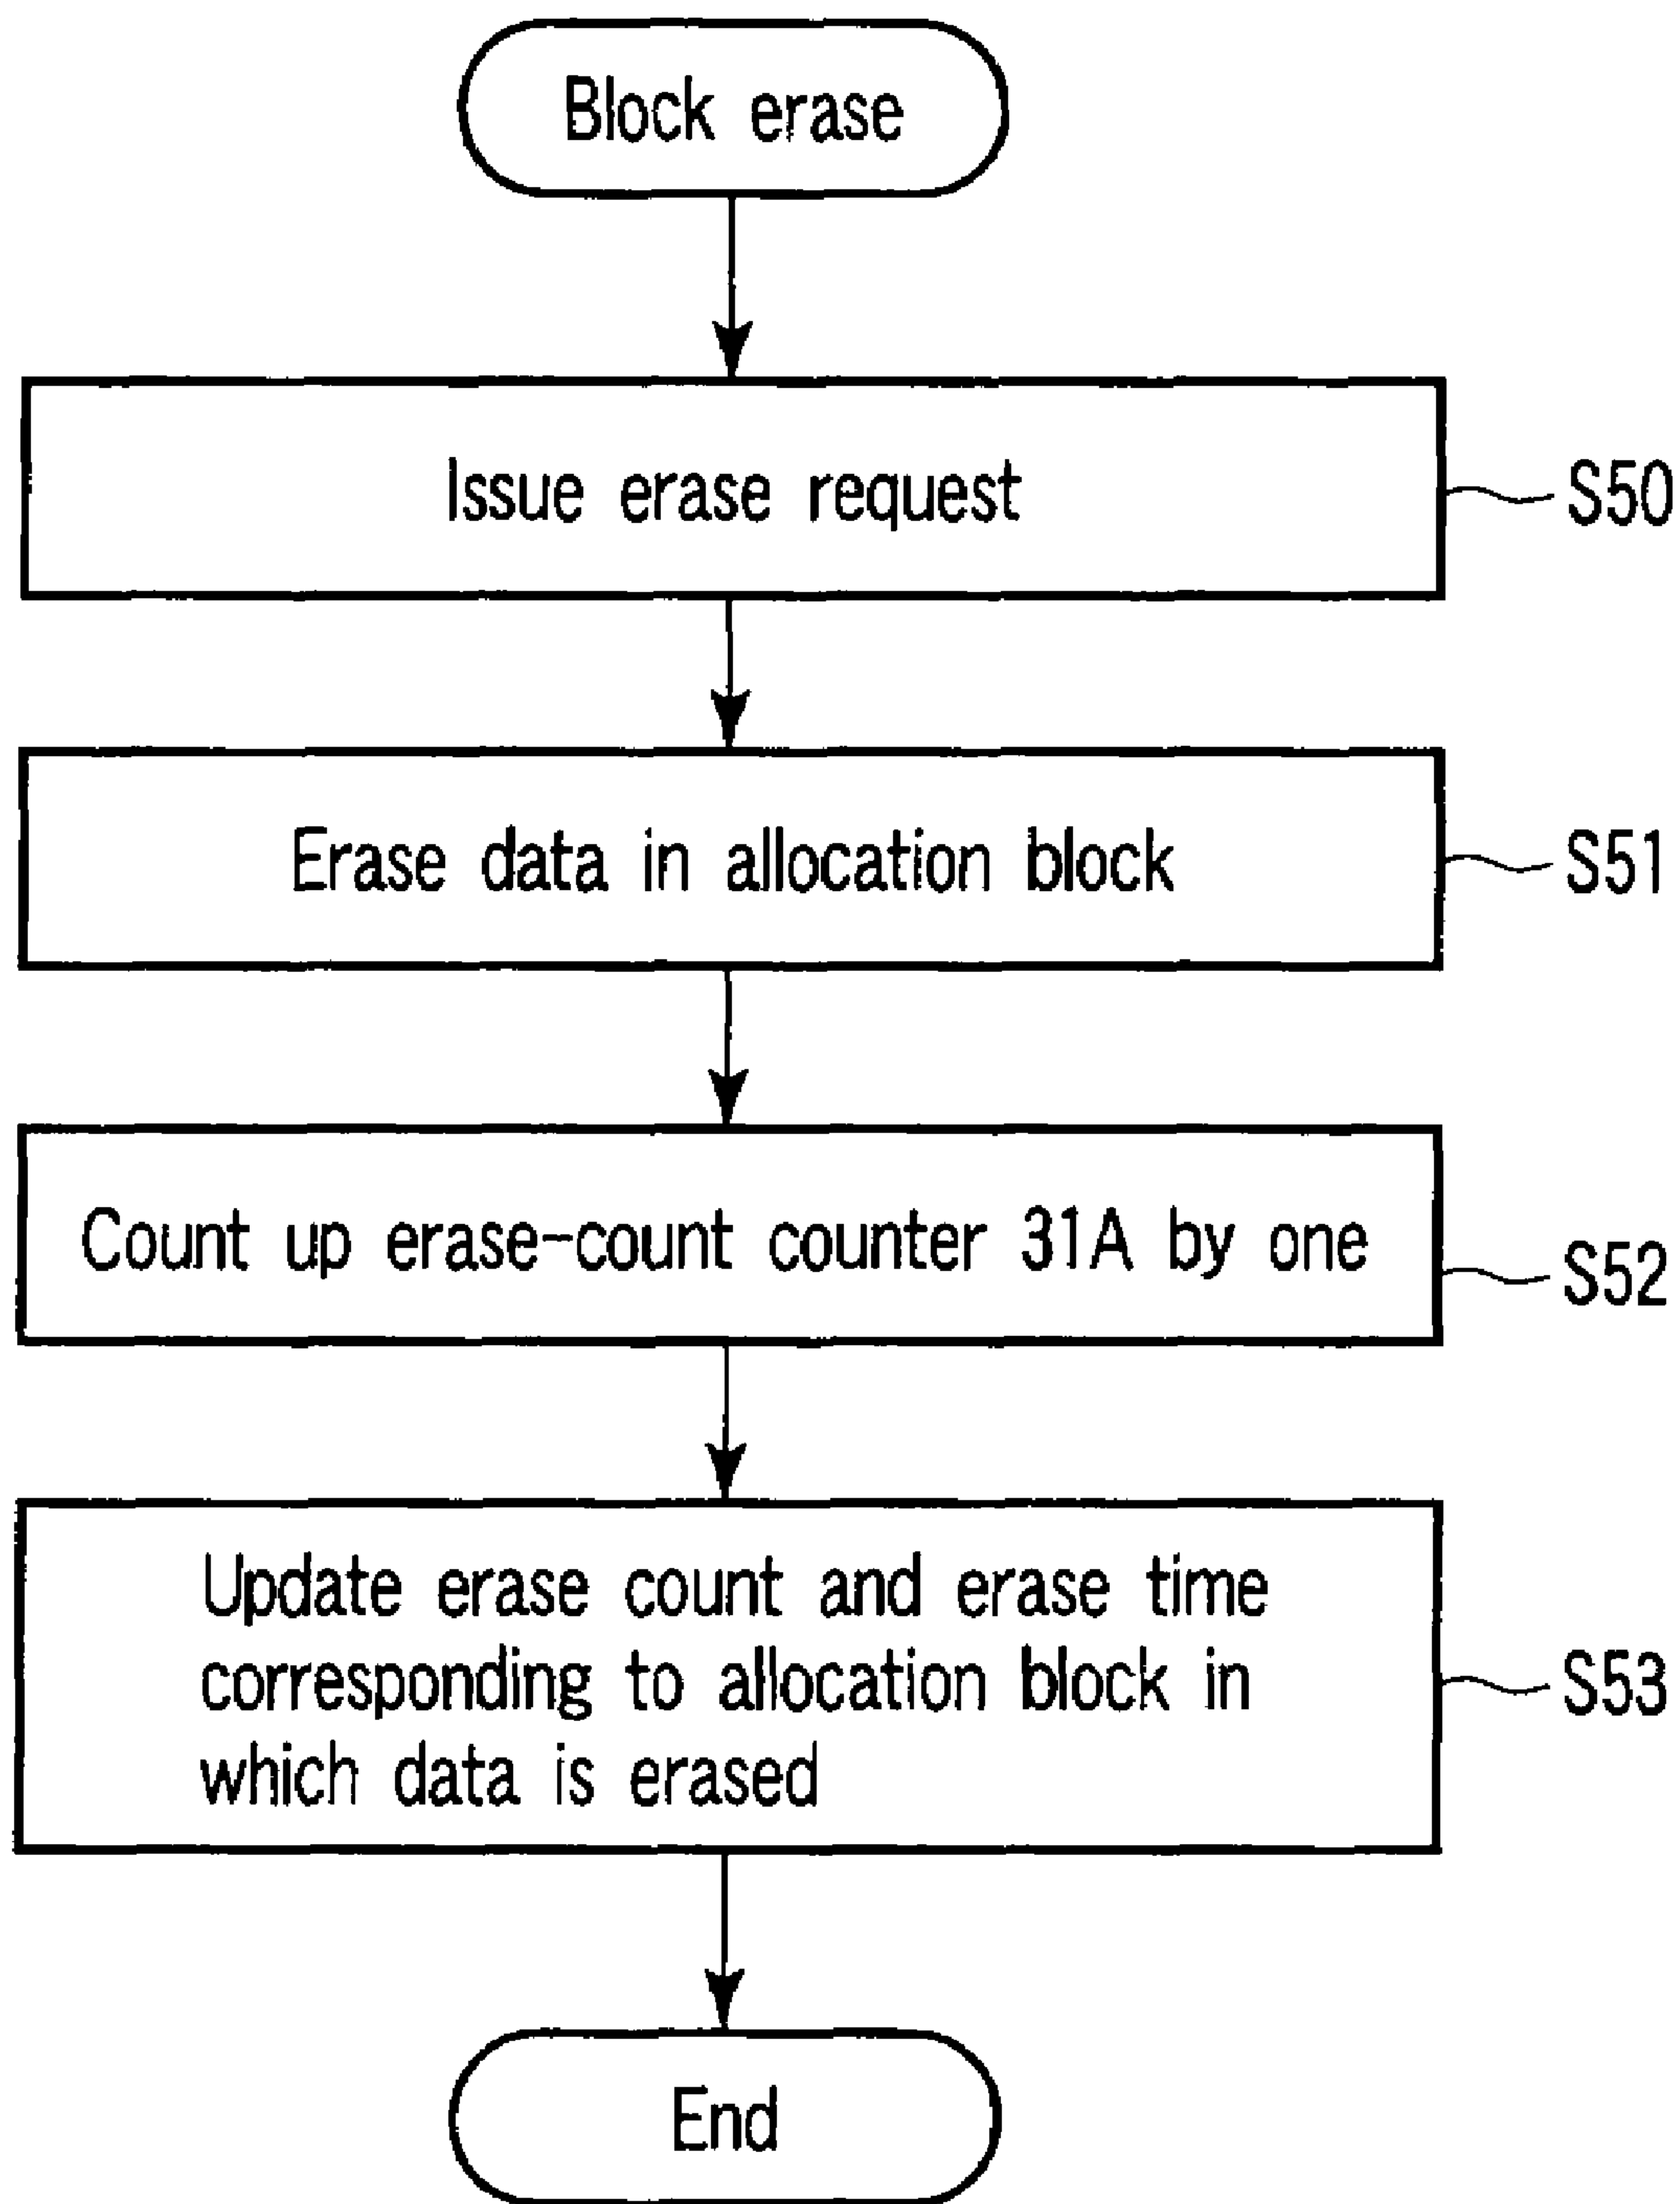 Block erase
Issue erase request
S50
Erase data in allocation block
S51
Count up erase-count counter 31A by one
S52
Update erase count and erase time
corresponding to allocation block in
which data is erased
S53
End